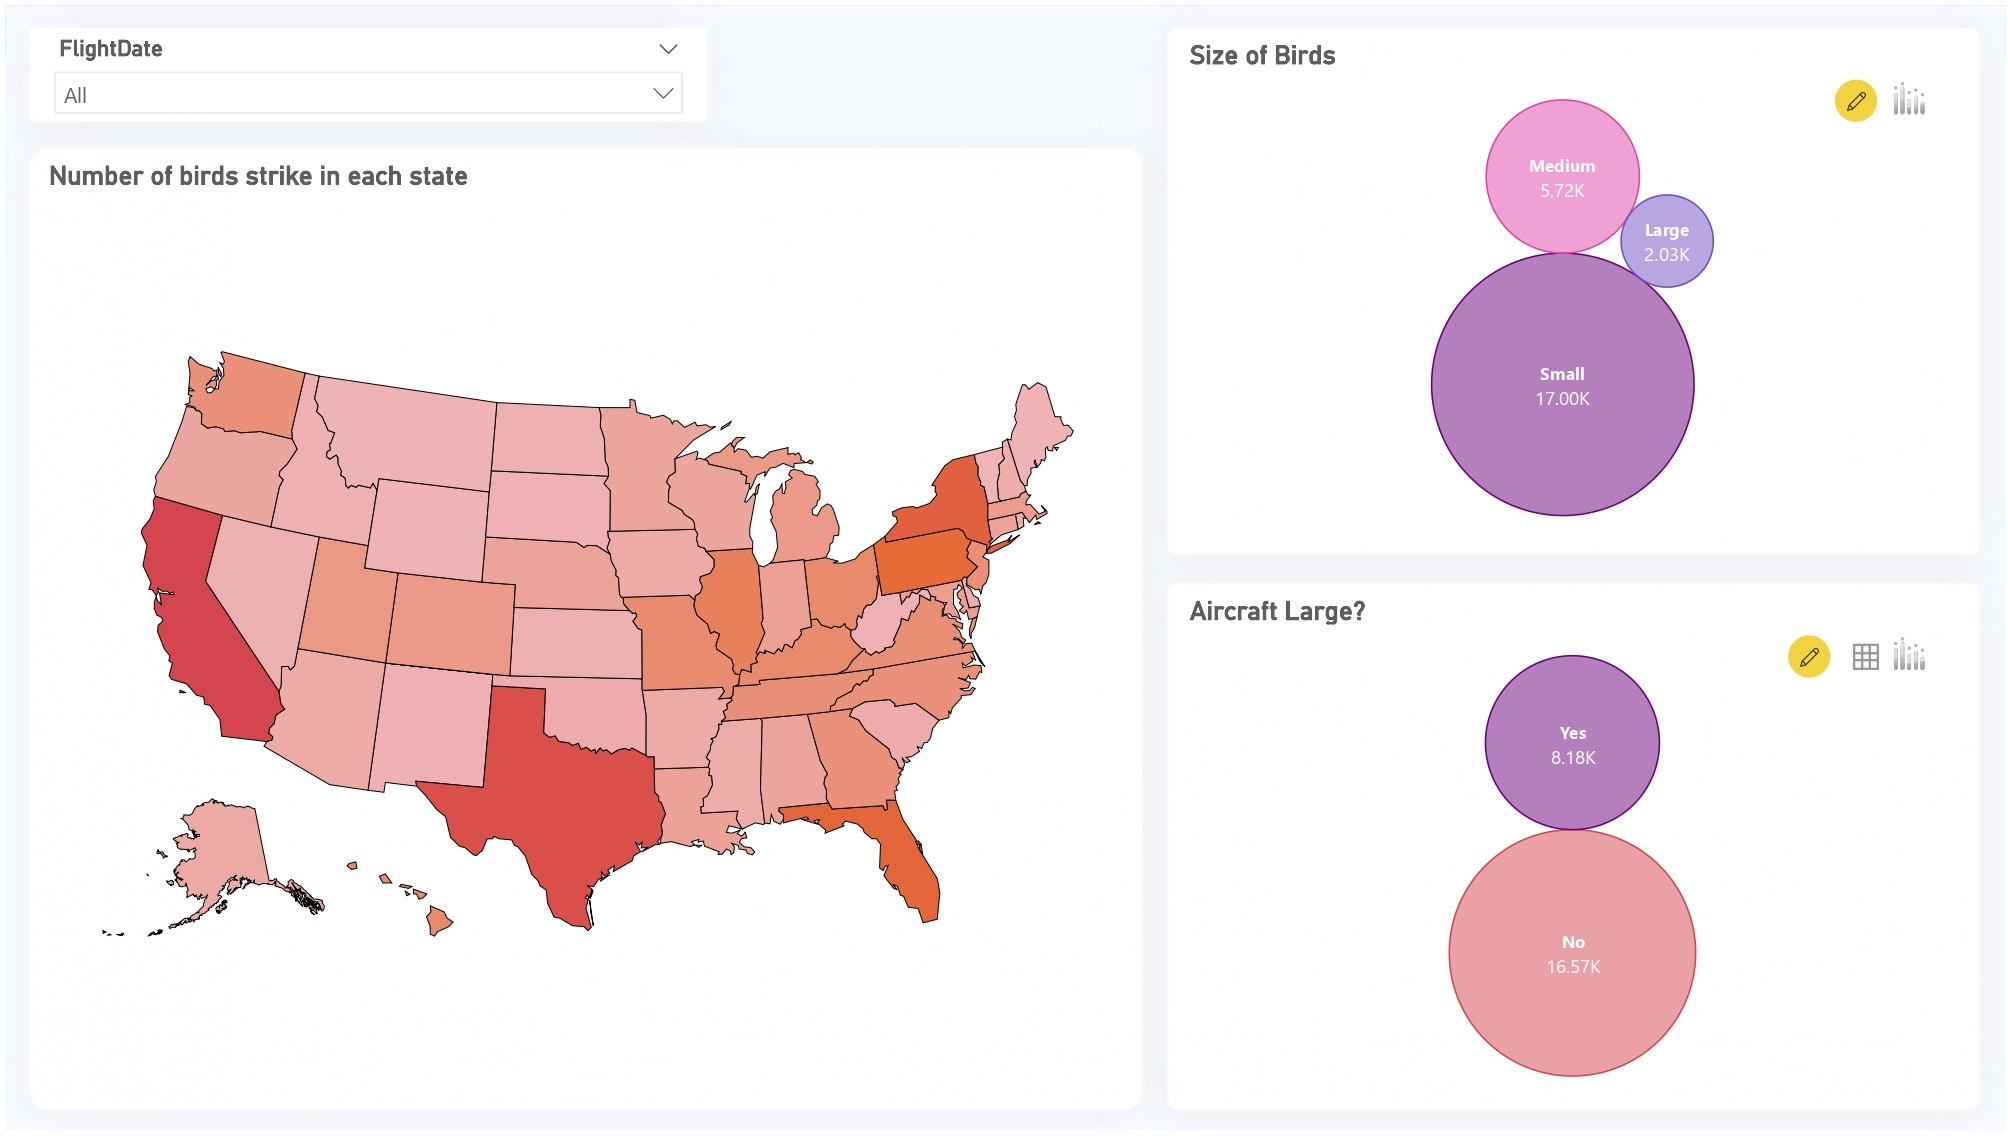 FlightDate
All
Number of birds strike in each state
Size of Birds
Medium
5.72K
Large
2.03K
Small
17.00K
Aircraft Large?
Yes
8.18K
No
16.57K